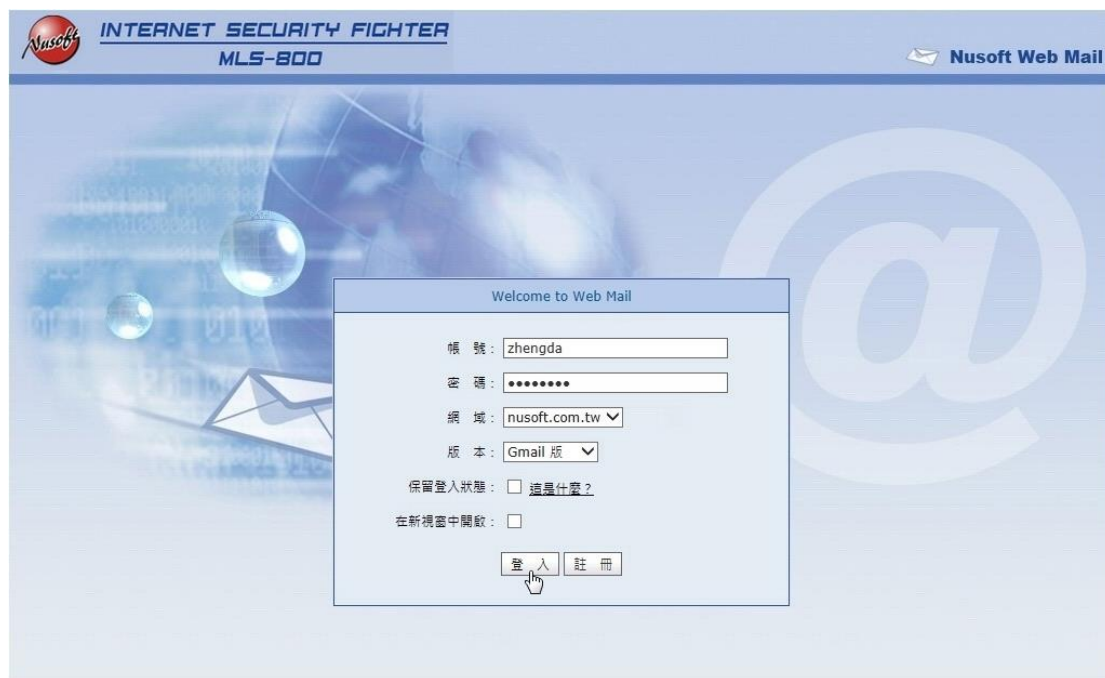 Nusoft
INTERNET SECURITY FIGHTER
MLS-800
Nusoft Web Mail
Welcome to Web Mail
帳 號： zhengda
密 碼： ••••••••
網 域： nusoft.com.tw
版 本： Gmail 版
保留登入狀態： 這是什麼？
在新視窗中開啟：
登 入 註 冊